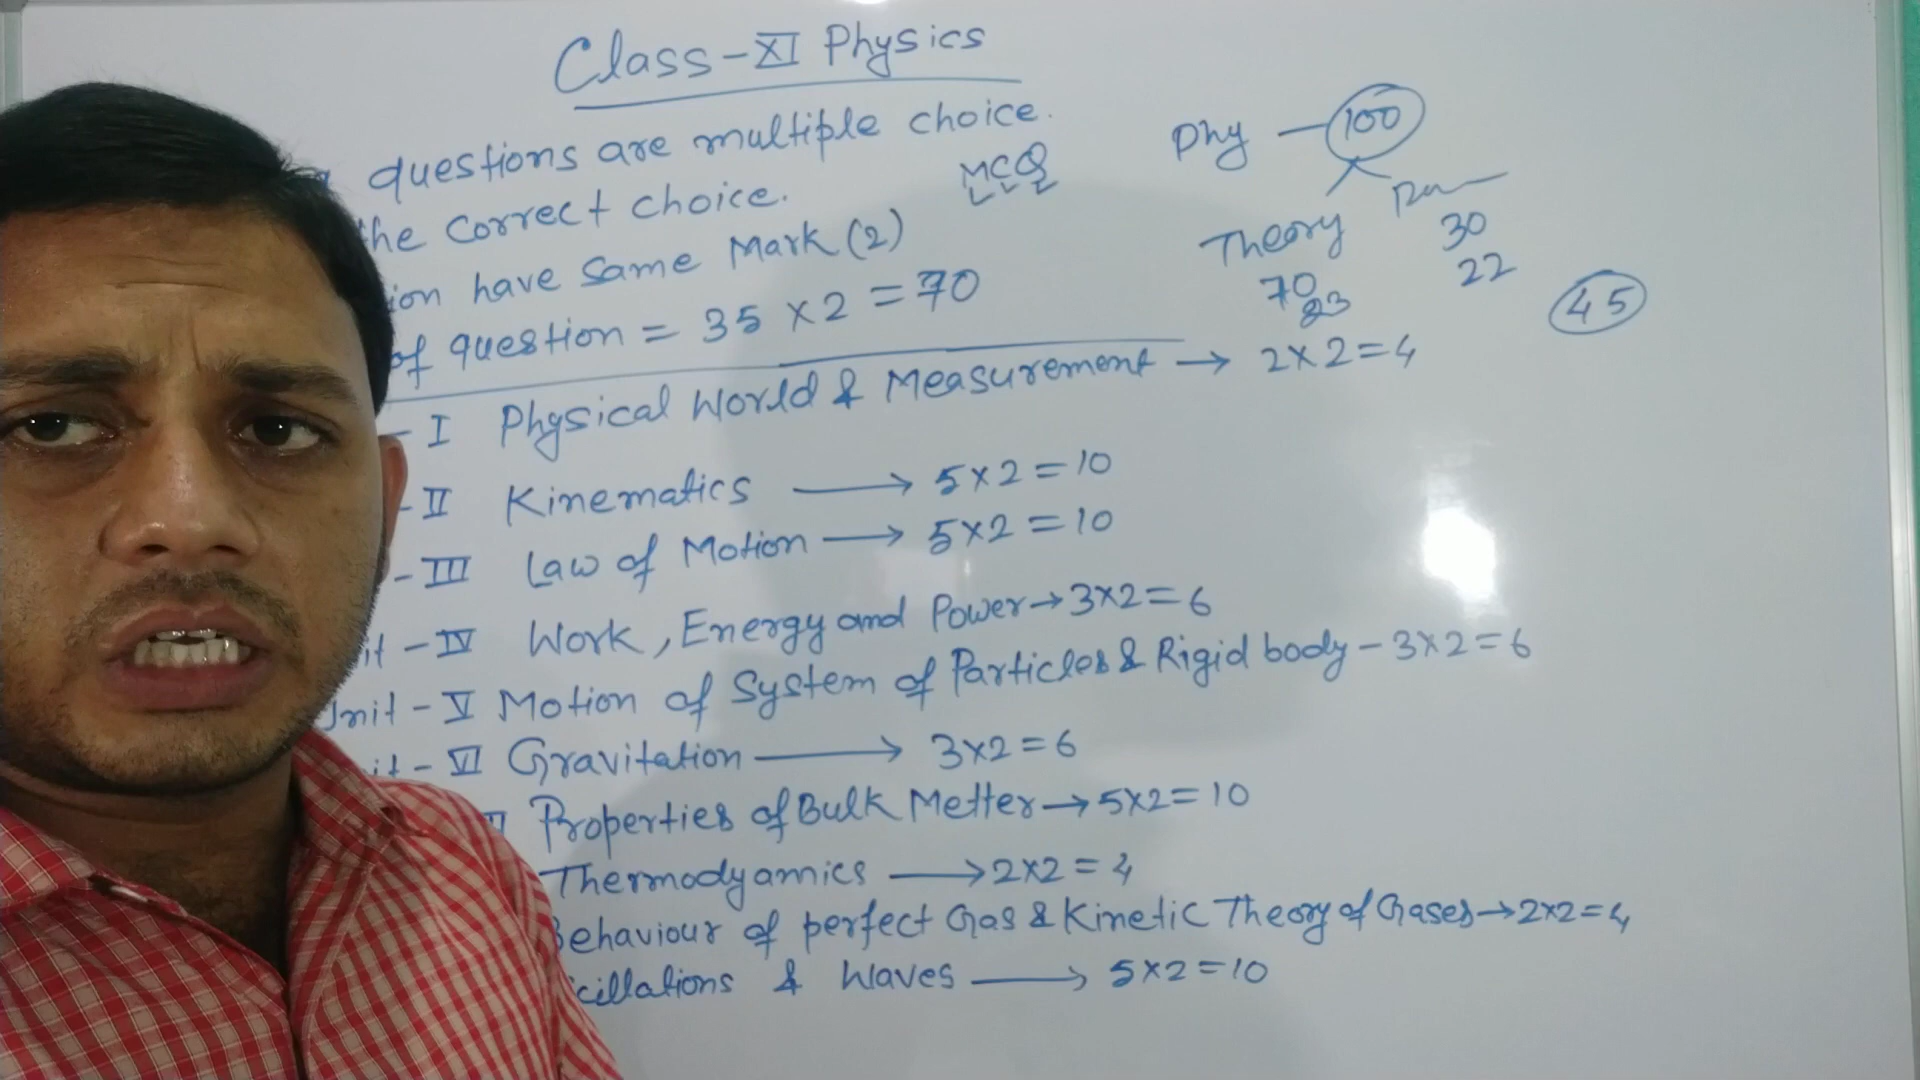 Class-XI Physics
questions are multiple choice.
MCQ
the correct choice.
ion have same Mark (2)
of question = 35 × 2 = 70
Phy - 100
Theory
70
23
30
22
45
- I Physical World & Measurement → 2×2=4
- II Kinematics → 5×2=10
- III Law of Motion → 5×2=10
it - IV Work, Energy and Power → 3×2=6
Unit - V Motion of System of Particles & Rigid body - 3×2=6
it - VI Gravitation → 3×2=6
Properties of Bulk Metter → 5×2=10
Thermodyamics → 2×2=4
Behaviour of perfect Gas & Kinetic Theory of Gases → 2×2=4
cillations & Waves → 5×2=10